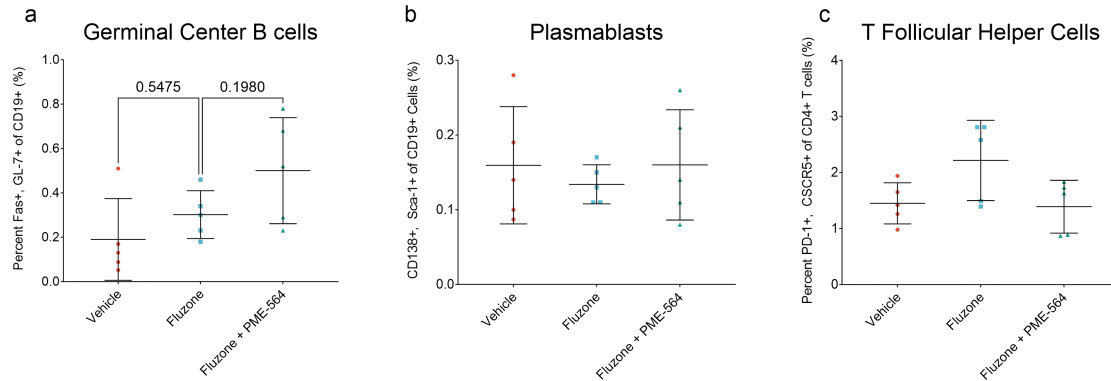 a
Germinal Center B cells
Percent Fas+, GL-7+ of CD19+ (%)
1.0
0.8
0.6
0.4
0.2
0.0
0.5475
0.1980
Vehicle
Fluzone
Fluzone + PME-564
b
Plasmablasts
CD138+, Sca-1+ of CD19+ Cells (%)
0.3
0.2
0.1
0.0
Vehicle
Fluzone
Fluzone + PME-564
c
T Follicular Helper Cells
Percent PD-1+, CSCR5+ of CD4+ T cells (%)
4
3
2
1
0
Vehicle
Fluzone
Fluzone + PME-564